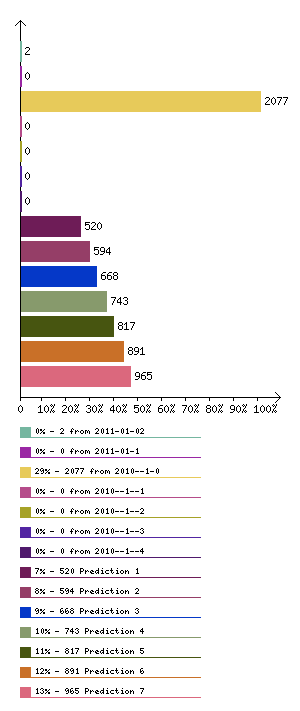 2
0
2077
0
0
0
0
520
594
668
743
817
891
965
0 10% 20% 30% 40% 50% 60% 70% 80% 90% 100%
0% - 2 from 2011-01-02
0% - 0 from 2011-01-1
29% - 2077 from 2010--1-0
0% - 0 from 2010--1--1
0% - 0 from 2010--1--2
0% - 0 from 2010--1--3
0% - 0 from 2010--1--4
7% - 520 Prediction 1
8% - 594 Prediction 2
9% - 668 Prediction 3
10% - 743 Prediction 4
11% - 817 Prediction 5
12% - 891 Prediction 6
13% - 965 Prediction 7